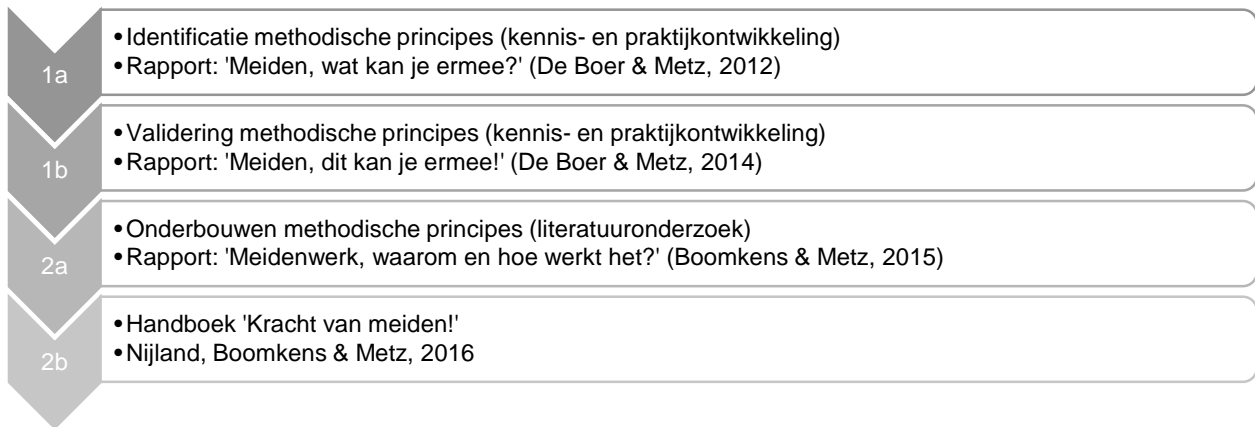 1a
• Identificatie methodische principes (kennis- en praktijkontwikkeling)
• Rapport: 'Meiden, wat kan je ermee?' (De Boer & Metz, 2012)
1b
• Validering methodische principes (kennis- en praktijkontwikkeling)
• Rapport: 'Meiden, dit kan je ermee!' (De Boer & Metz, 2014)
2a
• Onderbouwen methodische principes (literatuuronderzoek)
• Rapport: 'Meidenwerk, waarom en hoe werkt het?' (Boomkens & Metz, 2015)
2b
• Handboek 'Kracht van meiden!'
• Nijland, Boomkens & Metz, 2016